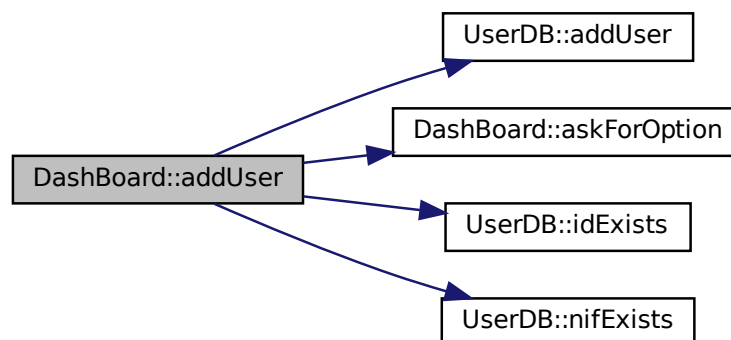 UserDB::addUser
DashBoard::askForOption
DashBoard::addUser
UserDB::idExists
UserDB::nifExists